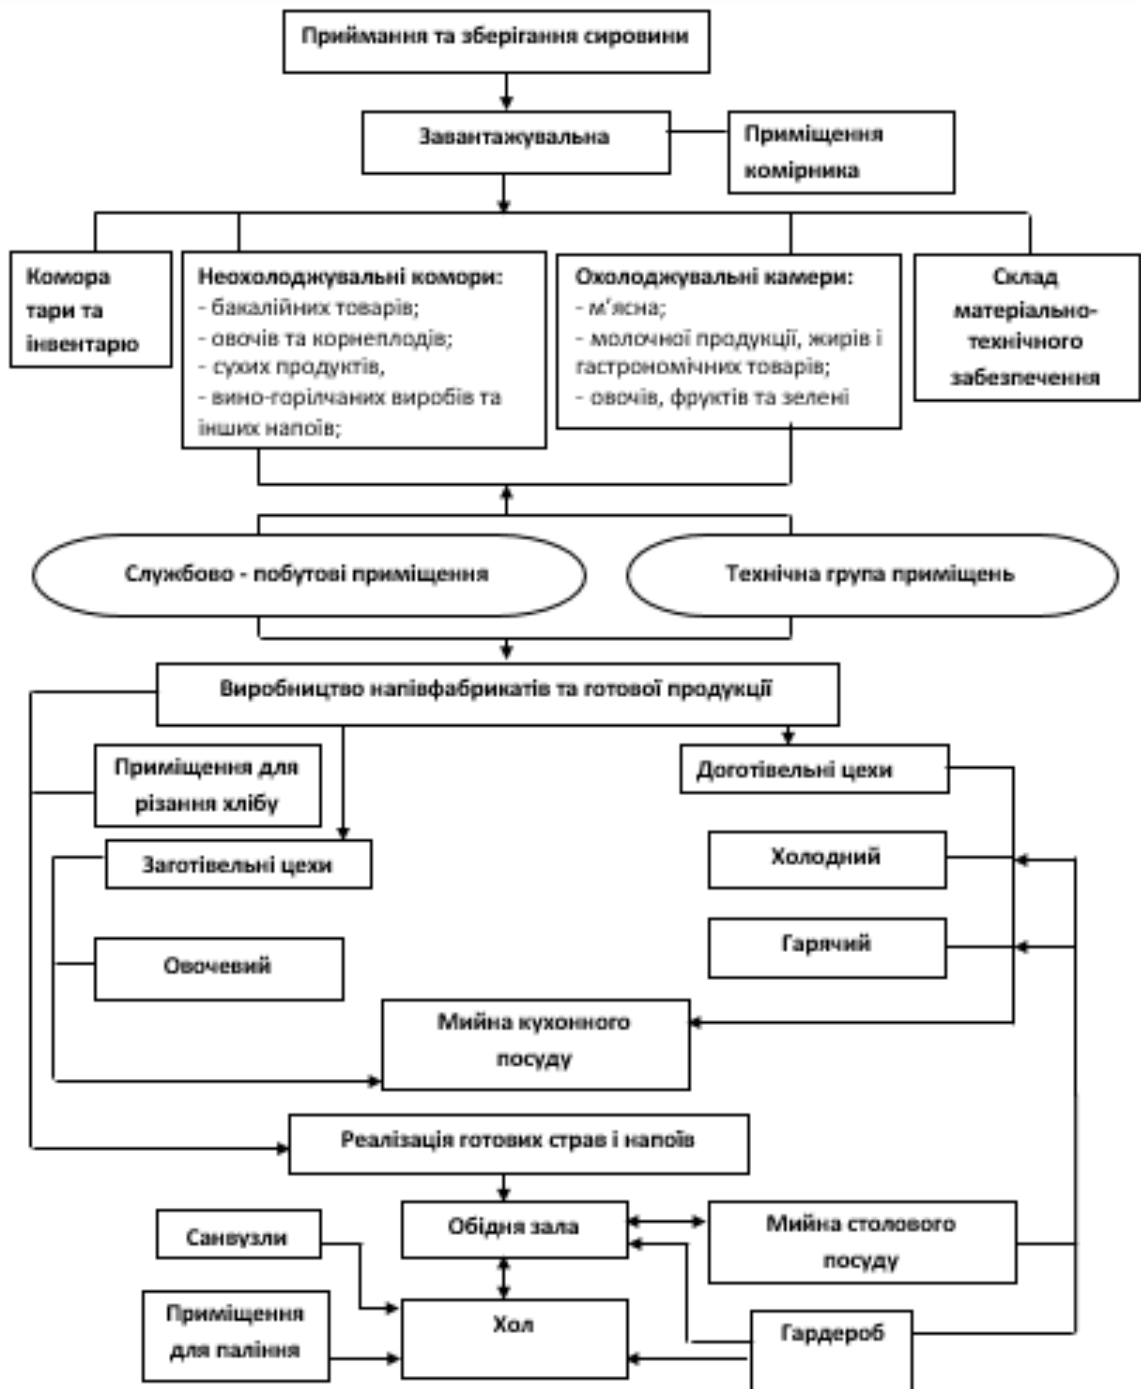 Приймання та зберігання сировини
Завантажувальна
Приміщення
комірника
Комора
тари та
інвентарю
Неохолоджувальні комори:
- бакалійних товарів;
- овочів та корнеплодів;
- сухих продуктів,
- вино-горілчаних виробів та
інших напоїв;
Охолоджувальні камери:
- м'ясна;
- молочної продукції, жирів і
гастрономічних товарів;
- овочів, фруктів та зелені
Склад
матеріально-
технічного
забезпечення
Службово - побутові приміщення
Технічна група приміщень
Виробництво напівфабрикатів та готової продукції
Приміщення для
різання хлібу
Доготівельні цехи
Заготівельні цехи
Холодний
Овочевий
Гарячий
Мийна кухонного
посуду
Реалізація готових страв і напоїв
Санвузли
Обідня зала
Мийна столового
посуду
Приміщення
для паління
Хол
Гардероб